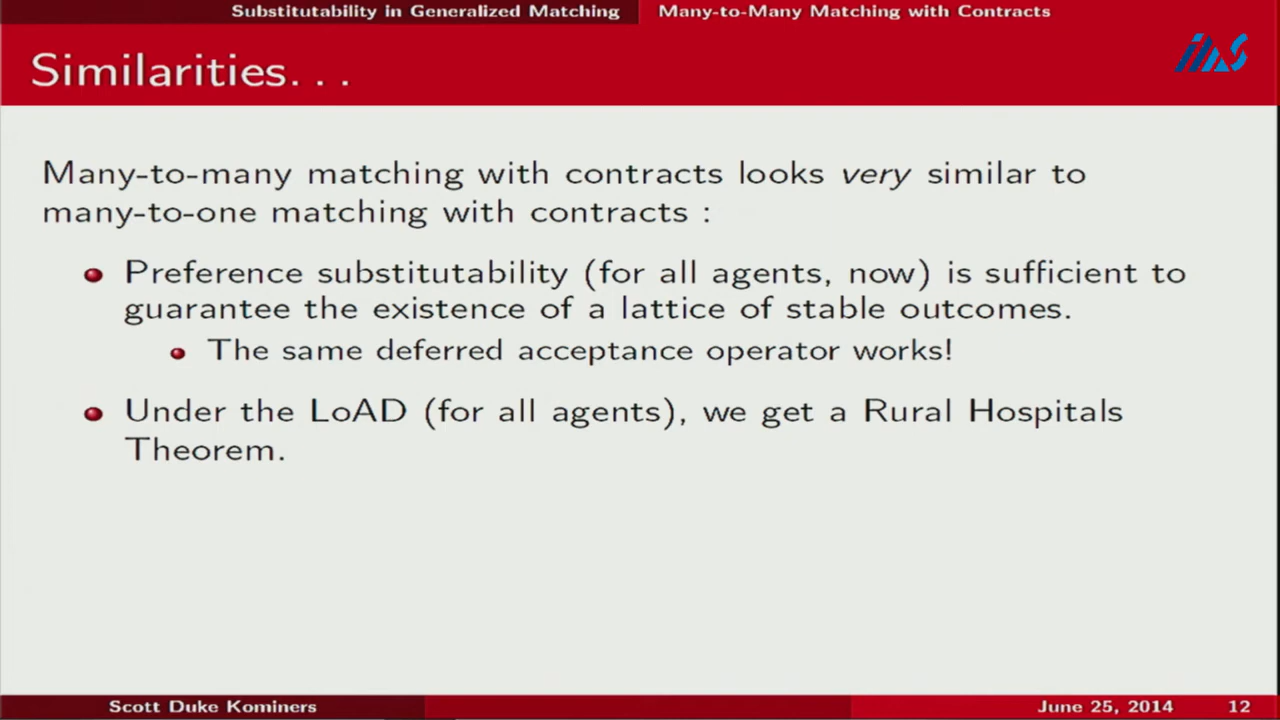 Substitutability in Generalized Matching Many-to-Many Matching with Contracts
Similarities. . .
Many-to-many matching with contracts looks very similar to
many-to-one matching with contracts :
Preference substitutability (for all agents, now) is sufficient to
guarantee the existence of a lattice of stable outcomes.
The same deferred acceptance operator works!
Under the LoAD (for all agents), we get a Rural Hospitals
Theorem.
Scott Duke Kominers June 25, 2014 12